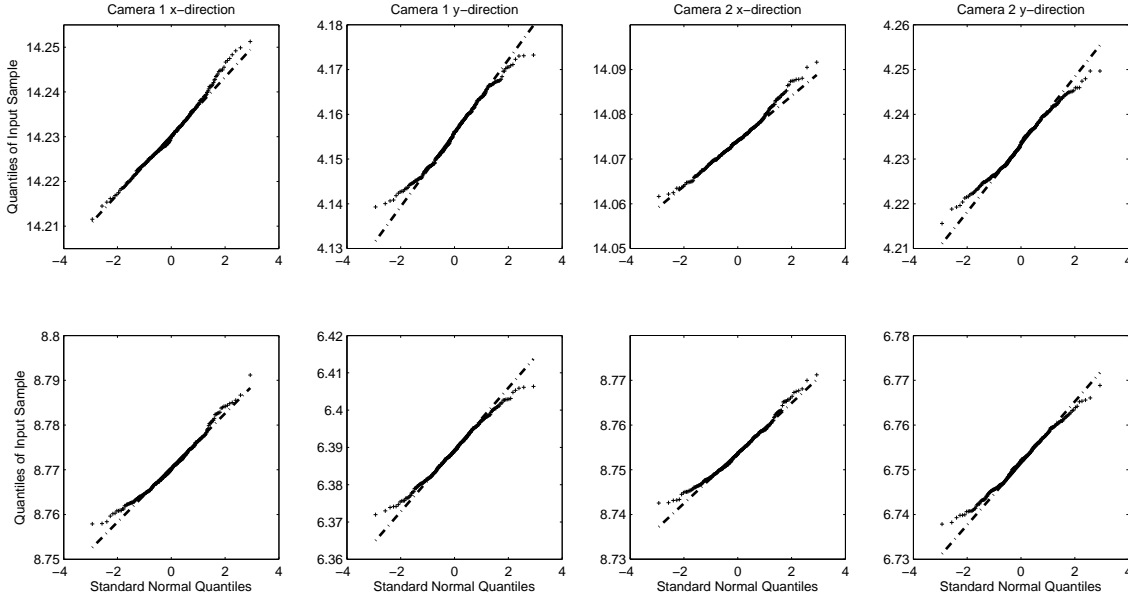 Camera 1 x−direction
Camera 1 y−direction
Camera 2 x−direction
Camera 2 y−direction
Quantiles of Input Sample
14.25
14.24
14.23
14.22
14.21
−4 −2 0 2 4
4.18
4.17
4.16
4.15
4.14
4.13
−4 −2 0 2 4
14.09
14.08
14.07
14.06
14.05
−4 −2 0 2 4
4.26
4.25
4.24
4.23
4.22
4.21
−4 −2 0 2 4
Quantiles of Input Sample
8.8
8.79
8.78
8.77
8.76
8.75
−4 −2 0 2 4
Standard Normal Quantiles
6.42
6.41
6.4
6.39
6.38
6.37
6.36
−4 −2 0 2 4
Standard Normal Quantiles
8.77
8.76
8.75
8.74
8.73
−4 −2 0 2 4
Standard Normal Quantiles
6.78
6.77
6.76
6.75
6.74
6.73
−4 −2 0 2 4
Standard Normal Quantiles